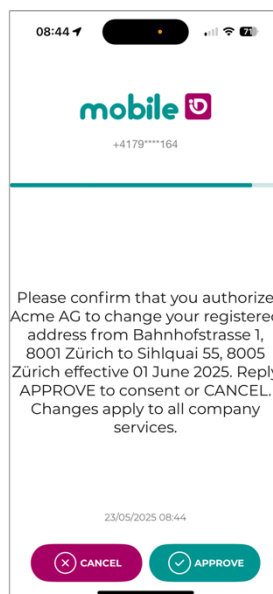 08:44
71
mobile iD
+4179****164
Please confirm that you authorize
Acme AG to change your registered
address from Bahnhofstrasse 1,
8001 Zürich to Sihlquai 55, 8005
Zürich effective 01 June 2025. Reply
APPROVE to consent or CANCEL.
Changes apply to all company
services.
23/05/2025 08:44
CANCEL
APPROVE